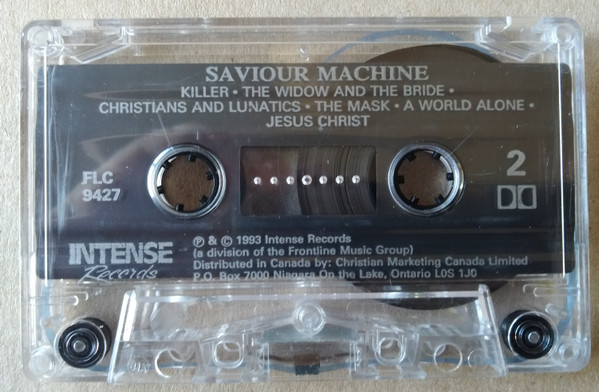 SAVIOUR MACHINE
KILLER • THE WIDOW AND THE BRIDE •
CHRISTIANS AND LUNATICS • THE MASK • A WORLD ALONE •
JESUS CHRIST
FLC
9427
2
INTENSE
Records
℗ & © 1993 Intense Records
(a division of the Frontline Music Group)
Distributed in Canada by: Christian Marketing Canada Limited
P.O. Box 7000 Niagara On the Lake, Ontario L0S 1J0